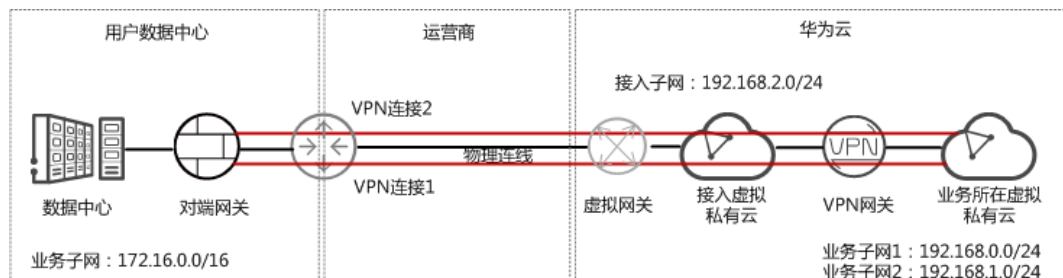 用户数据中心
运营商
华为云
接入子网：192.168.2.0/24
VPN连接2
物理连线
VPN连接1
VPN
数据中心
对端网关
虚拟网关
接入虚拟
私有云
VPN网关
业务所在虚拟
私有云
业务子网：172.16.0.0/16
业务子网1：192.168.0.0/24
业务子网2：192.168.1.0/24